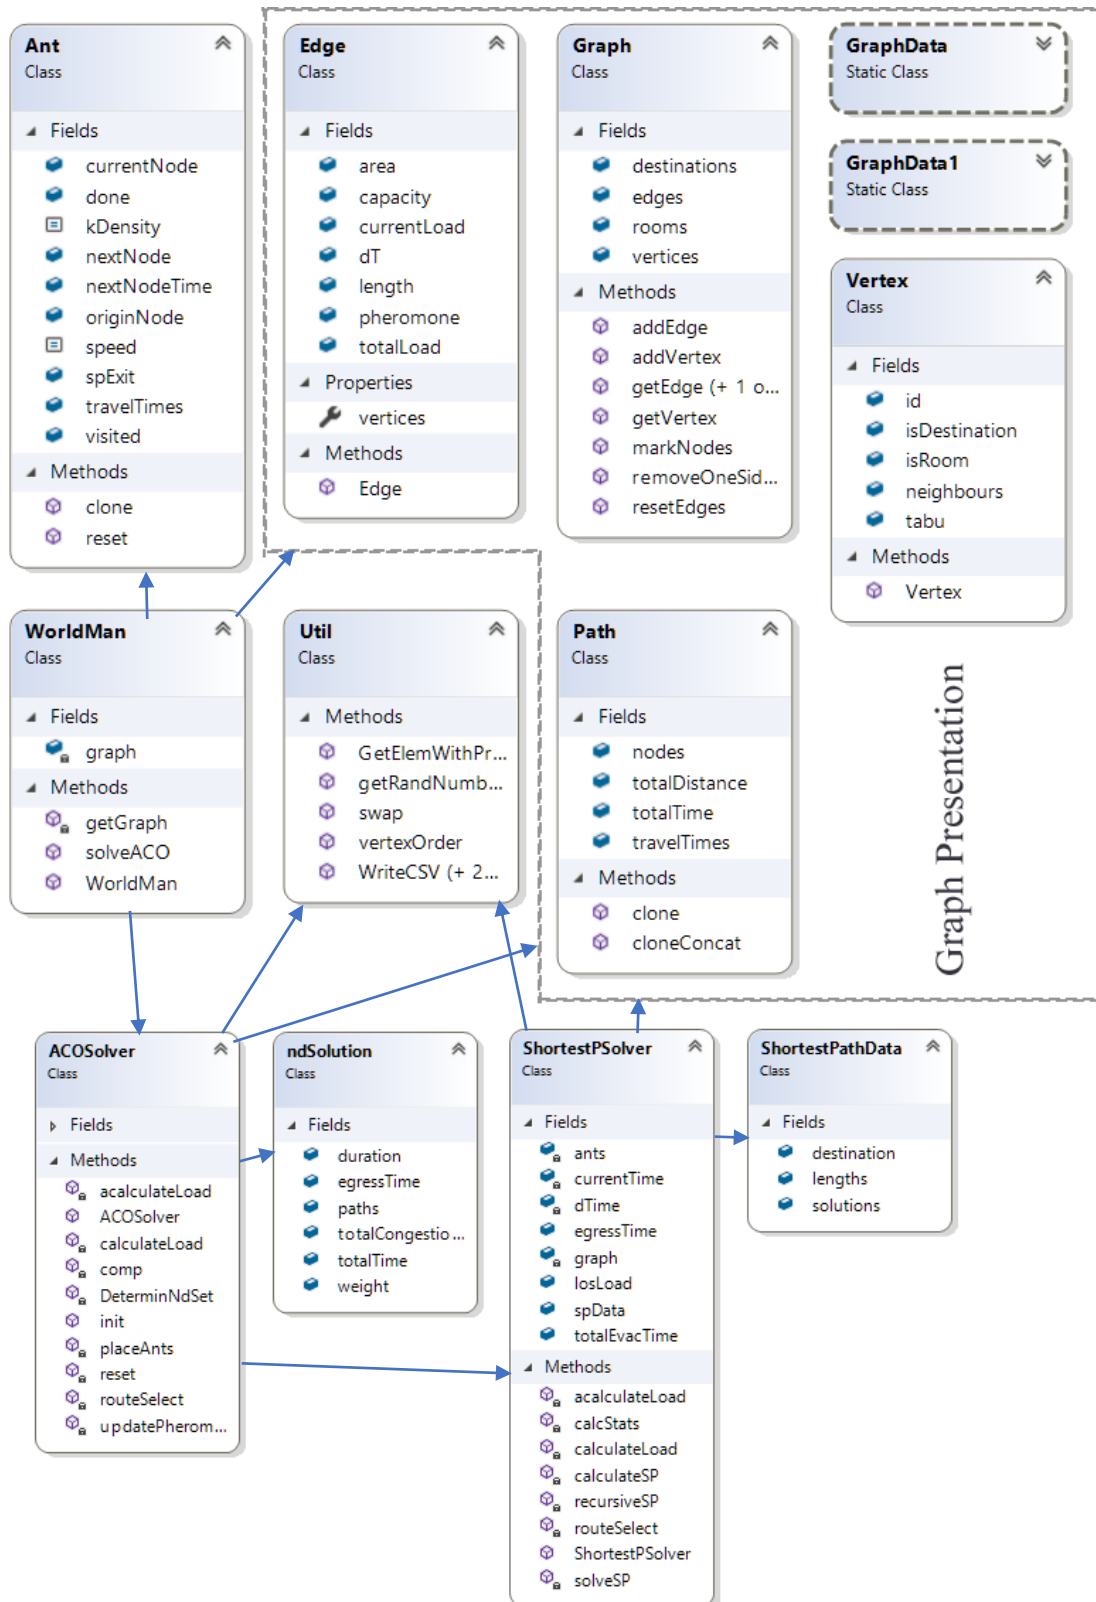 Ant
Class
Fields
currentNode
done
kDensity
nextNode
nextNodeTime
originNode
speed
spExit
travelTimes
visited
Methods
clone
reset
Edge
Class
Fields
area
capacity
currentLoad
dT
length
pheromone
totalLoad
Properties
vertices
Methods
Edge
Graph
Class
Fields
destinations
edges
rooms
vertices
Methods
addEdge
addVertex
getEdge (+ 1 o...
getVertex
markNodes
removeOneSid...
resetEdges
GraphData
Static Class
GraphData1
Static Class
Vertex
Class
Fields
id
isDestination
isRoom
neighbours
tabu
Methods
Vertex
WorldMan
Class
Fields
graph
Methods
getGraph
solveACO
WorldMan
Util
Class
Methods
GetElemWithPr...
getRandNumb...
swap
vertexOrder
WriteCSV (+ 2...
Path
Class
Fields
nodes
totalDistance
totalTime
travelTimes
Methods
clone
cloneConcat
Graph Presentation
ACOSolver
Class
Fields
Methods
acalculateLoad
ACOSolver
calculateLoad
comp
DeterminNdSet
init
placeAnts
reset
routeSelect
updatePherom...
ndSolution
Class
Fields
duration
egressTime
paths
totalCongestio...
totalTime
weight
ShortestPSolver
Class
Fields
ants
currentTime
dTime
egressTime
graph
losLoad
spData
totalEvacTime
Methods
acalculateLoad
calcStats
calculateLoad
calculateSP
recursiveSP
routeSelect
ShortestPSolver
solveSP
ShortestPathData
Class
Fields
destination
lengths
solutions